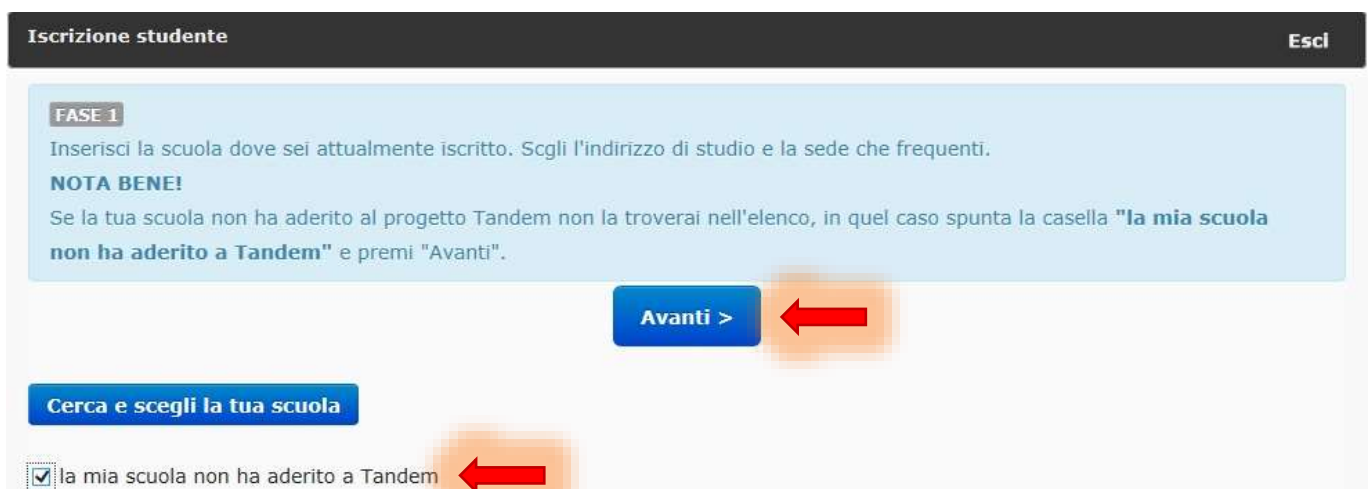 Iscrizione studente
Esci
FASE 1
Inserisci la scuola dove sei attualmente iscritto. Scgli l'indirizzo di studio e la sede che frequenti.
NOTA BENE!
Se la tua scuola non ha aderito al progetto Tandem non la troverai nell'elenco, in quel caso spunta la casella "la mia scuola
non ha aderito a Tandem" e premi "Avanti".
Avanti >
Cerca e scegli la tua scuola
la mia scuola non ha aderito a Tandem